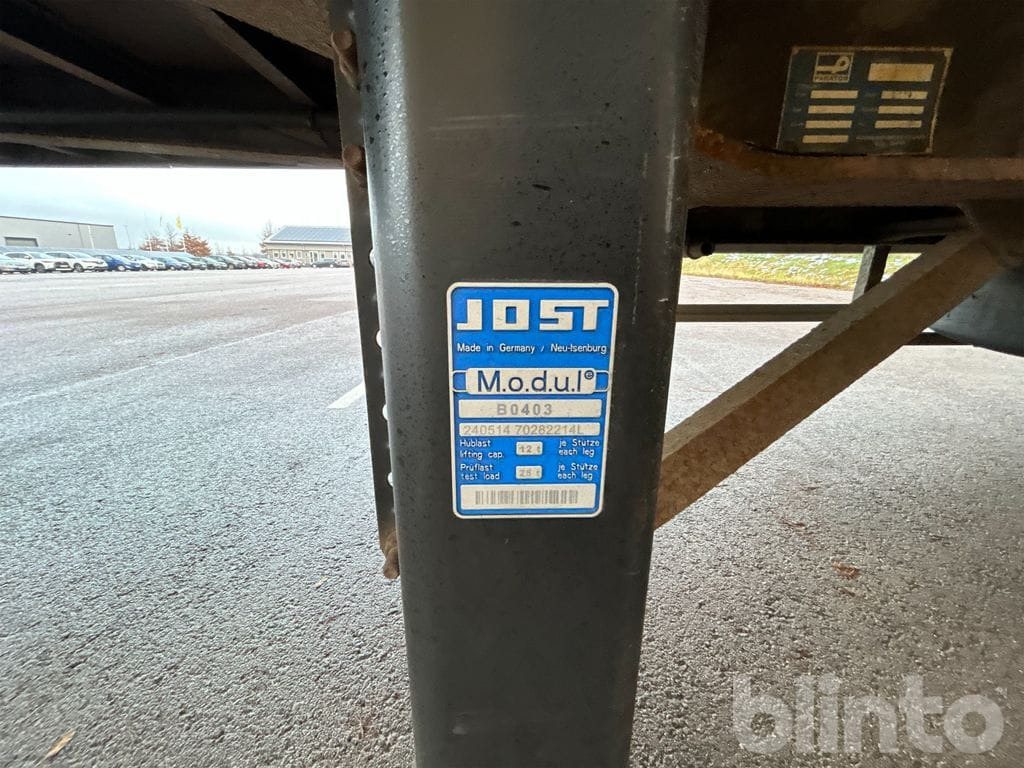 PARATOR
JOST
Made in Germany / Neu-Isenburg
M.o.d.u.l®
B0403
240514 70282214L
Hublast je Stütze
lifting cap. 12 t each leg
Prüflast je Stütze
test load 25 t each leg
blinto